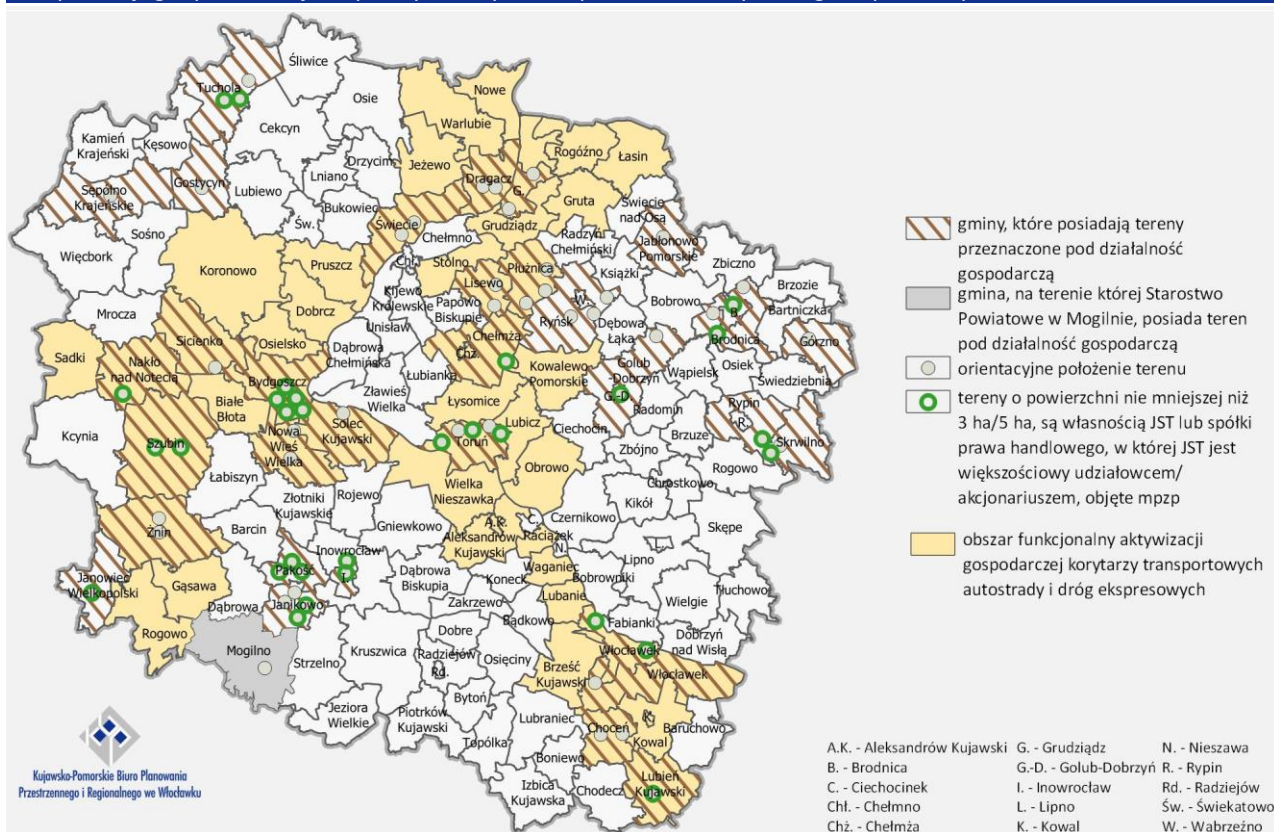 Śliwice
Nowe
Tuchola
Osie
Cekcyn
Warlubie
Kamień
Krajeński
Kęsowo
Rogóźno
Łasin
Drzycim
Jeżewo
Dragacz
Gostycyn
Lubiewo
Lniano
G.
Sępólno
Krajeńskie
Bukowiec
Gruta
Świecie
nad Osą
Św.
Świecie
Grudziądz
Sośno
Chełmno
Radzyń
Chełmiński
Jabłonowo
Pomorskie
Więcbork
Koronowo
Pruszcz
Chł.
Stolno
Płużnica
Książki
Zbiczno
Lisewo
Brzozie
Kijewo
Królewskie
Papowo
Biskupie
W.
Bobrowo
B.
Bartniczka
Mrocza
Dobrcz
Unisław
Ryńsk
Dębowa
Łąka
Brodnica
Górzno
Sicienko
Osielsko
Dąbrowa
Chełmińska
Chełmża
Chż.
Sadki
Nakło
nad Notecią
Łubianka
Kowalewo
Pomorskie
Golub
-Dobrzyń
Wąpielsk
Osiek
Świedziebnia
Bydgoszcz
Zławieś
Wielka
Łysomice
G.-D.
Radomin
Rypin
R.
Białe
Błota
Solec
Kujawski
Lubicz
Ciechocin
Skrwilno
Kcynia
Nowa
Wieś
Wielka
Toruń
Brzuze
Szubin
Zbójno
Rogowo
Łabiszyn
Obrowo
Wielka
Nieszawka
Chrostkowo
Złotniki
Kujawskie
Rojewo
Kikół
Żnin
Barcin
Gniewkowo
A.K.
C.
Czernikowo
Skępe
Aleksandrów
Kujawski
Raciążek
N.
Inowrocław
Lipno
Janowiec
Wielkopolski
Pakość
I.
Dąbrowa
Biskupia
Waganiec
Gąsawa
Koneck
Bobrowniki
Tłuchowo
Dąbrowa
Janikowo
Zakrzewo
Lubanie
Wielgie
Rogowo
Bądkowo
Fabianki
Dobre
Dobrzyń
nad Wisłą
Mogilno
Strzelno
Kruszwica
Radziejów
Rd.
Osięciny
Brześć
Kujawski
Włocławek
Włocławek
Bytoń
Jeziora
Wielkie
Piotrków
Kujawski
Lubraniec
K.
Choceń
Baruchowo
Topólka
Kowal
Boniewo
Izbica
Kujawska
Chodecz
Lubień
Kujawski
gminy, które posiadają tereny
przeznaczone pod działalność
gospodarczą
gmina, na terenie której Starostwo
Powiatowe w Mogilnie, posiada teren
pod działalność gospodarczą
orientacyjne położenie terenu
tereny o powierzchni nie mniejszej niż
3 ha/5 ha, są własnością JST lub spółki
prawa handlowego, w której JST jest
większościowy udziałowcem/
akcjonariuszem, objęte mpzp
obszar funkcjonalny aktywizacji
gospodarczej korytarzy transportowych
autostrady i dróg ekspresowych
Kujawsko-Pomorskie Biuro Planowania
Przestrzennego i Regionalnego we Włocławku
A.K. - Aleksandrów Kujawski G. - Grudziądz N. - Nieszawa
B. - Brodnica G.-D. - Golub-Dobrzyń R. - Rypin
C. - Ciechocinek I. - Inowrocław Rd. - Radziejów
Chł. - Chełmno L. - Lipno Św. - Świekatowo
Chż. - Chełmża K. - Kowal W. - Wąbrzeźno